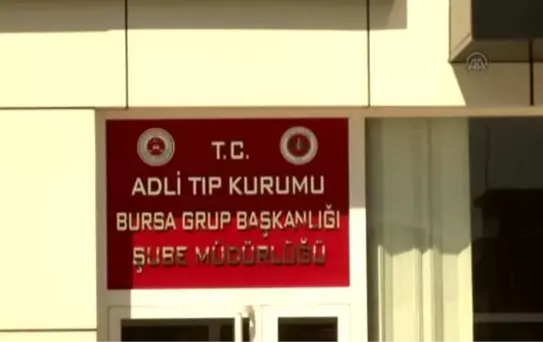 T.C.
ADLİ TIP KURUMU
BURSA GRUP BAŞKANLIĞI
ŞUBE MÜDÜRLÜĞÜ